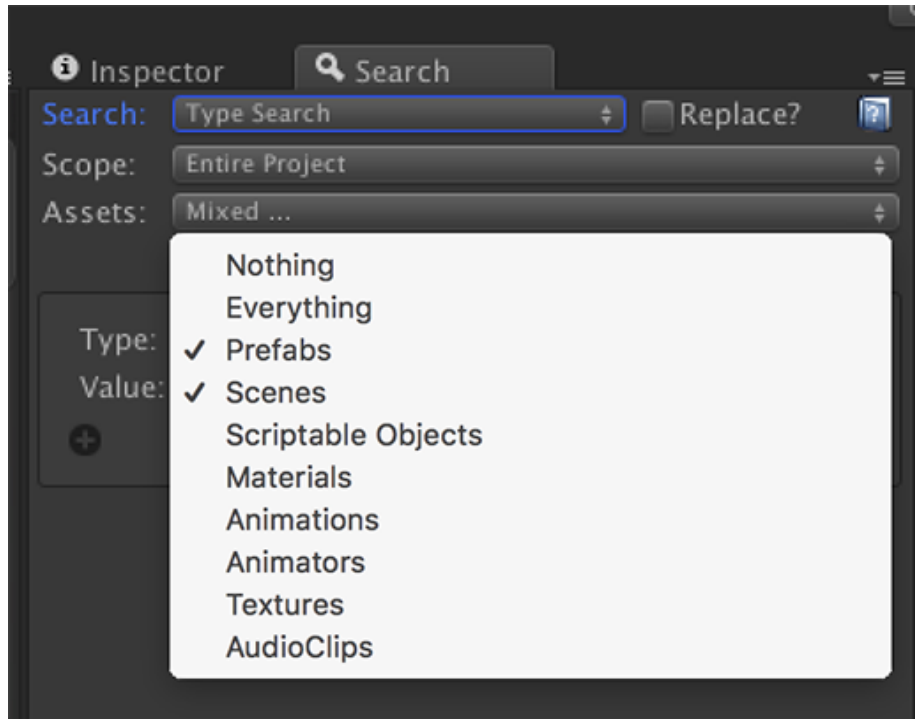 Inspector Search
Search: Type Search Replace?
Scope: Entire Project
Assets: Mixed ...
Nothing
Everything
Type: ✓ Prefabs
Value: ✓ Scenes
Scriptable Objects
Materials
Animations
Animators
Textures
AudioClips